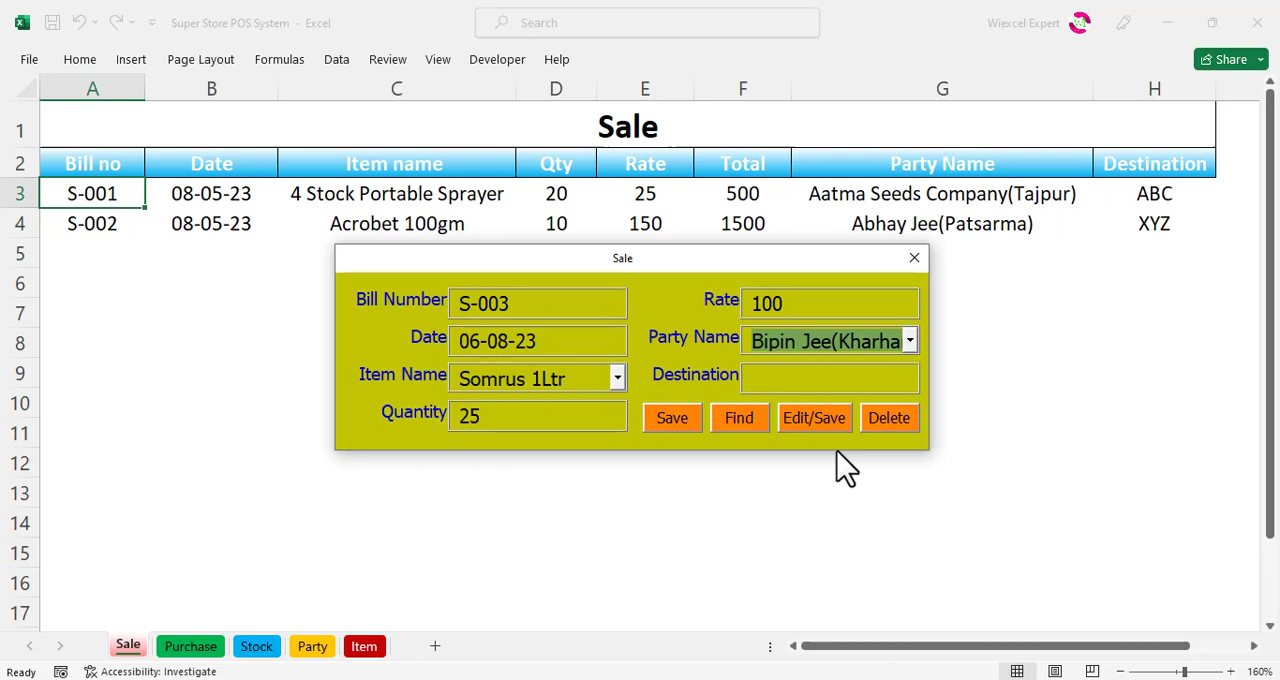 Super Store POS System - Excel
Search
Wiexcel Expert
File Home Insert Page Layout Formulas Data Review View Developer Help
Share
A B C D E F G H
1 Sale
2 Bill no Date Item name Qty Rate Total Party Name Destination
3 S-001 08-05-23 4 Stock Portable Sprayer 20 25 500 Aatma Seeds Company(Tajpur) ABC
4 S-002 08-05-23 Acrobet 100gm 10 150 1500 Abhay Jee(Patsarma) XYZ
5
6
7
8
9
10
11
12
13
14
15
16
17
Sale
Bill Number S-003 Rate 100
Date 06-08-23 Party Name Bipin Jee(Kharha
Item Name Somrus 1Ltr Destination
Quantity 25 Save Find Edit/Save Delete
Sale Purchase Stock Party Item
Ready Accessibility: Investigate 160%